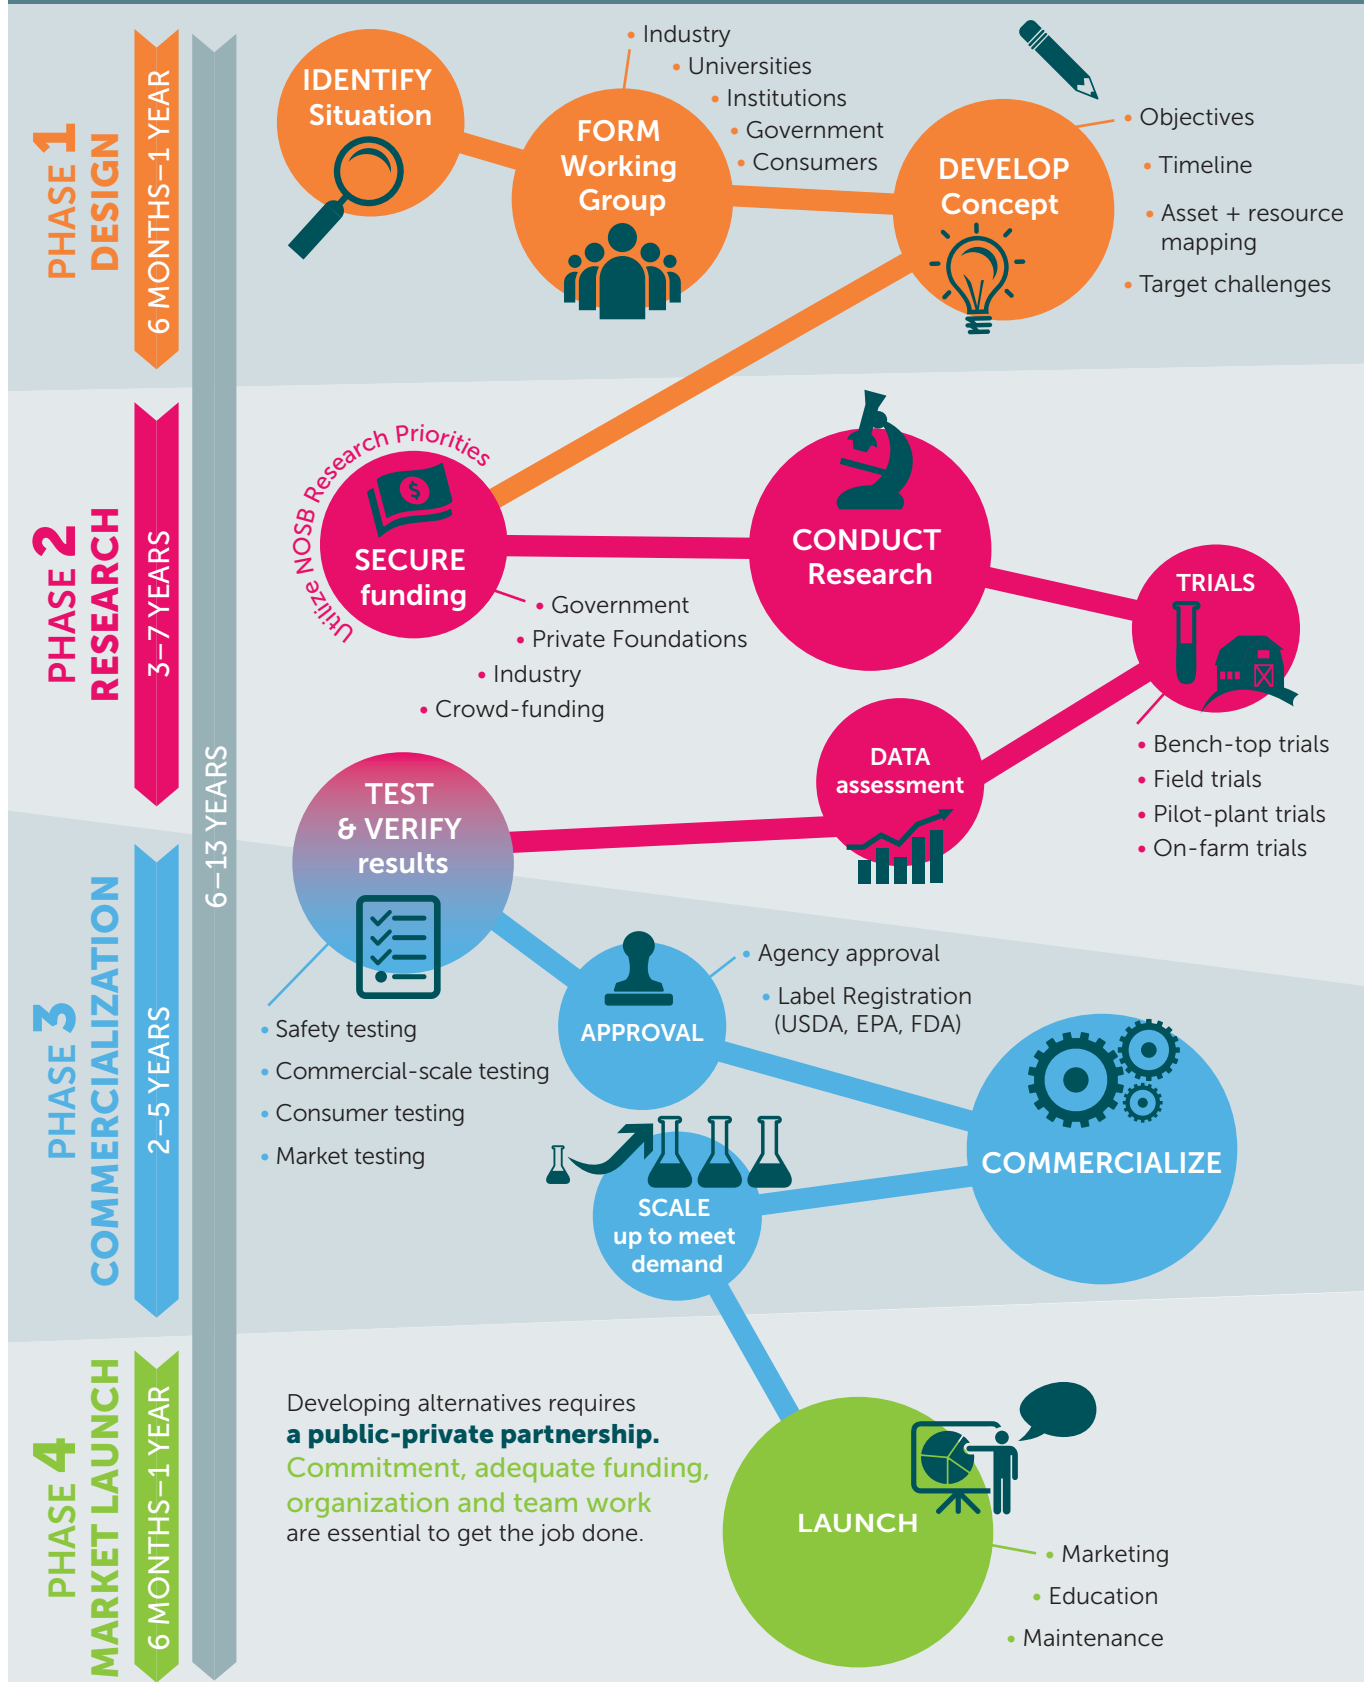 PHASE 1
DESIGN
6 MONTHS–1 YEAR
6–13 YEARS
IDENTIFY
Situation
FORM
Working
Group
• Industry
• Universities
• Institutions
• Government
• Consumers
DEVELOP
Concept
• Objectives
• Timeline
• Asset + resource
mapping
• Target challenges
PHASE 2
RESEARCH
3–7 YEARS
Utilize NOSB Research Priorities
$
SECURE
funding
• Government
• Private Foundations
• Industry
• Crowd-funding
CONDUCT
Research
TRIALS
• Bench-top trials
• Field trials
• Pilot-plant trials
• On-farm trials
DATA
assessment
TEST
& VERIFY
results
• Safety testing
• Commercial-scale testing
• Consumer testing
• Market testing
PHASE 3
COMMERCIALIZATION
2–5 YEARS
APPROVAL
• Agency approval
• Label Registration
(USDA, EPA, FDA)
COMMERCIALIZE
SCALE
up to meet
demand
PHASE 4
MARKET LAUNCH
6 MONTHS–1 YEAR
Developing alternatives requires
a public-private partnership.
Commitment, adequate funding,
organization and team work
are essential to get the job done.
LAUNCH
• Marketing
• Education
• Maintenance